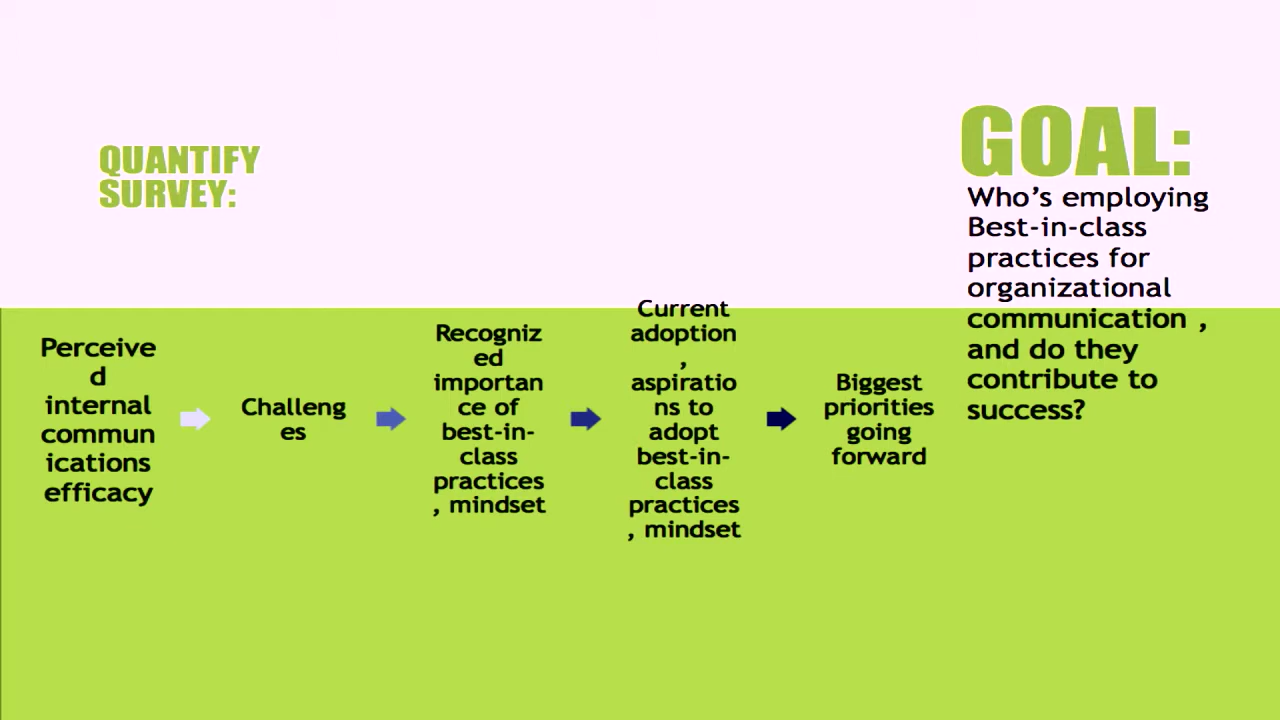 QUANTIFY
SURVEY:
GOAL:
Who’s employing
Best-in-class
practices for
organizational
communication ,
and do they
contribute to
success?
Perceive
d
internal
commun
ications
efficacy
Challeng
es
Recogniz
ed
importan
ce of
best-in-
class
practices
, mindset
Current
adoption
,
aspiratio
ns to
adopt
best-in-
class
practices
, mindset
Biggest
priorities
going
forward